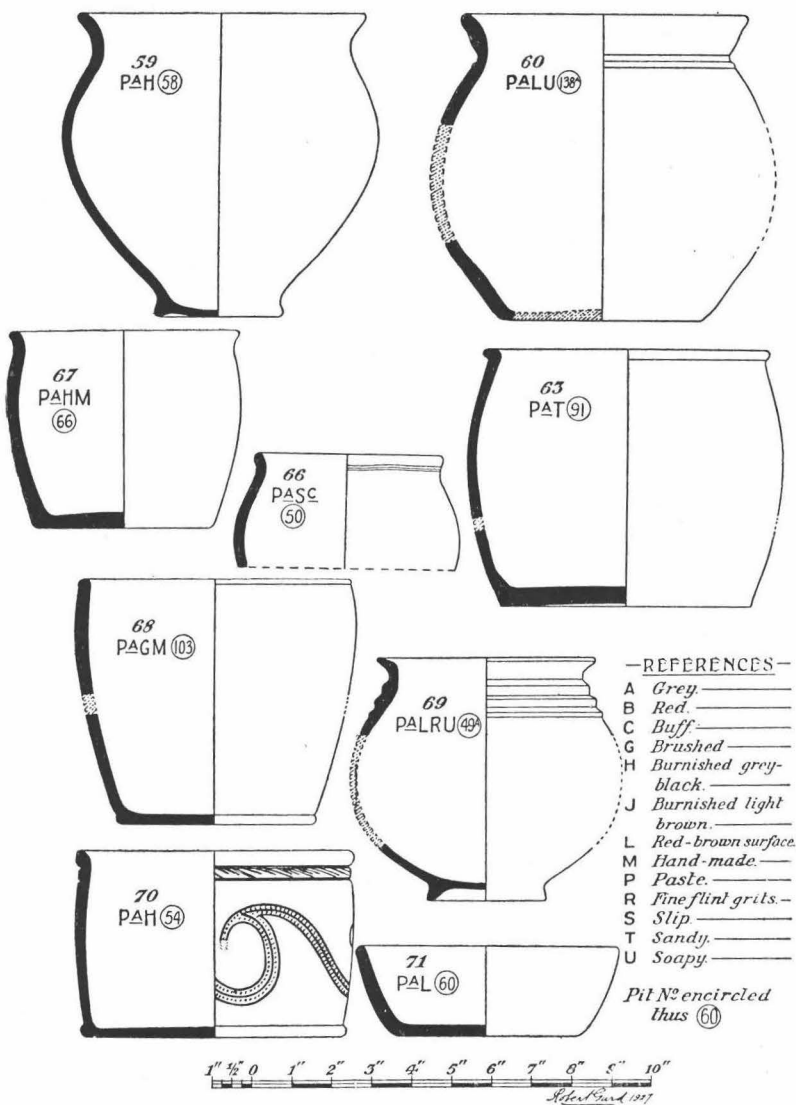 59
PAH 58
60
PALU 138A
67
PAHM
66
63
PAT 91
66
PASC
50
68
PAGM 103
69
PALRU 49A
70
PAH 54
71
PAL 60
—REFERENCES—
A Grey.
B Red.
C Buff.
G Brushed
H Burnished grey-
black.
J Burnished light
brown.
L Red-brown surface.
M Hand-made.
P Paste.
R Fine flint grits.
S Slip.
T Sandy.
U Soapy.
Pit Nº encircled
thus 60
1" ½" 0 1" 2" 3" 4" 5" 6" 7" 8" 9" 10"
Robert Gurd 1927